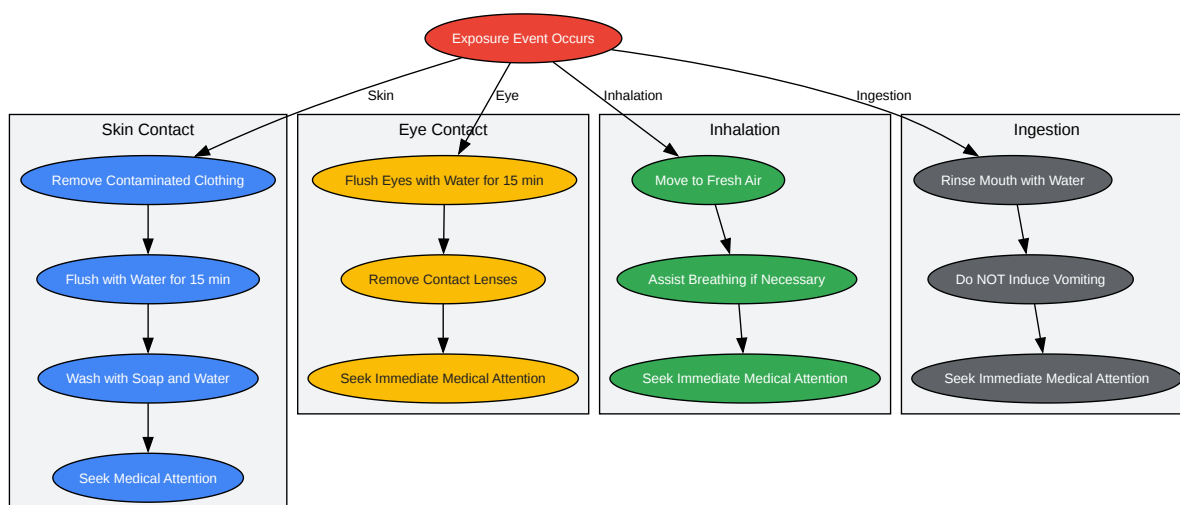 Exposure Event Occurs
Skin
Eye
Inhalation
Ingestion
Skin Contact
Remove Contaminated Clothing
Flush with Water for 15 min
Wash with Soap and Water
Seek Medical Attention
Eye Contact
Flush Eyes with Water for 15 min
Remove Contact Lenses
Seek Immediate Medical Attention
Inhalation
Move to Fresh Air
Assist Breathing if Necessary
Seek Immediate Medical Attention
Ingestion
Rinse Mouth with Water
Do NOT Induce Vomiting
Seek Immediate Medical Attention